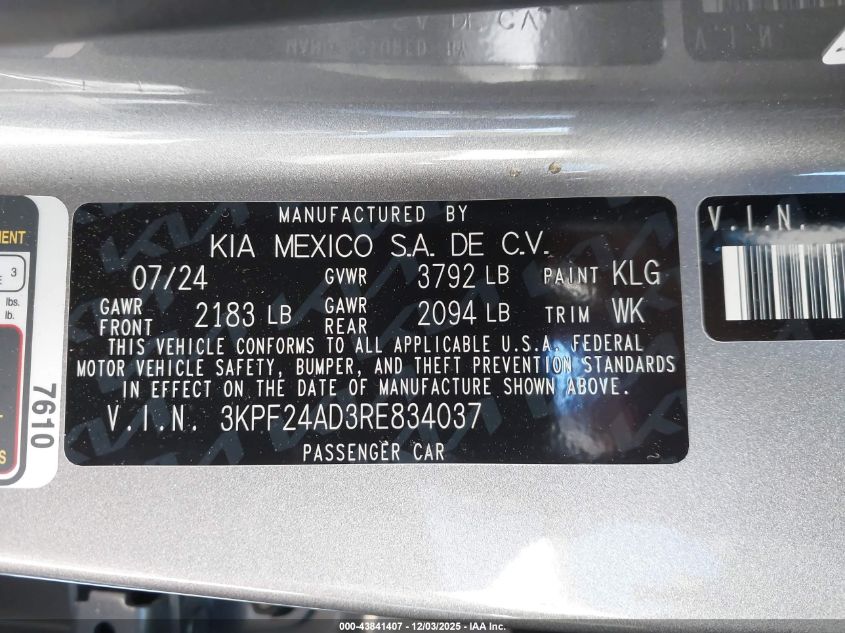 MANUFACTURED BY
KIA MEXICO S.A. DE C.V.
07/24 GVWR 3792 LB PAINT KLG
GAWR FRONT 2183 LB GAWR REAR 2094 LB TRIM WK
THIS VEHICLE CONFORMS TO ALL APPLICABLE U.S.A. FEDERAL
MOTOR VEHICLE SAFETY, BUMPER, AND THEFT PREVENTION STANDARDS
IN EFFECT ON THE DATE OF MANUFACTURE SHOWN ABOVE.
V.I.N. 3KPF24AD3RE834037
PASSENGER CAR
V.I.N.
3
lbs.
lb.
7610
000-43841407 - 12/03/2025 - IAA Inc.